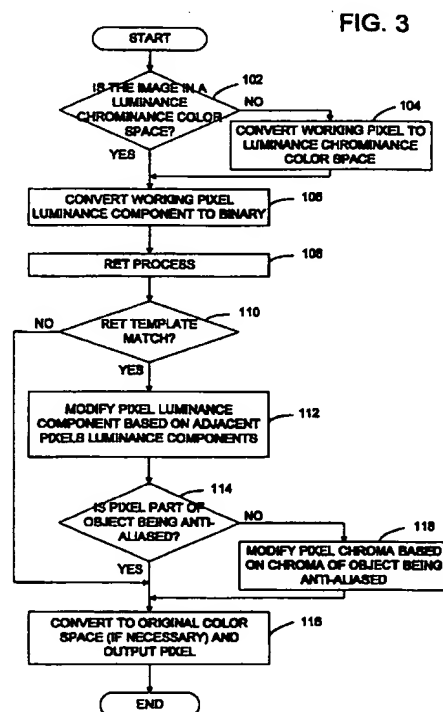 FIG. 3
START
102
IS THE IMAGE IN A
LUMINANCE
CHROMINANCE COLOR
SPACE?
NO
104
CONVERT WORKING PIXEL TO
LUMINANCE CHROMINANCE
COLOR SPACE
YES
CONVERT WORKING PIXEL
LUMINANCE COMPONENT TO BINARY
106
RET PROCESS
108
110
NO
RET TEMPLATE
MATCH?
YES
MODIFY PIXEL LUMINANCE
COMPONENT BASED ON ADJACENT
PIXELS LUMINANCE COMPONENTS
112
114
IS PIXEL PART OF
OBJECT BEING ANTI-
ALIASED?
NO
118
MODIFY PIXEL CHROMA BASED
ON CHROMA OF OBJECT BEING
ANTI-ALIASED
YES
CONVERT TO ORIGINAL COLOR
SPACE (IF NECESSARY) AND
OUTPUT PIXEL
116
END